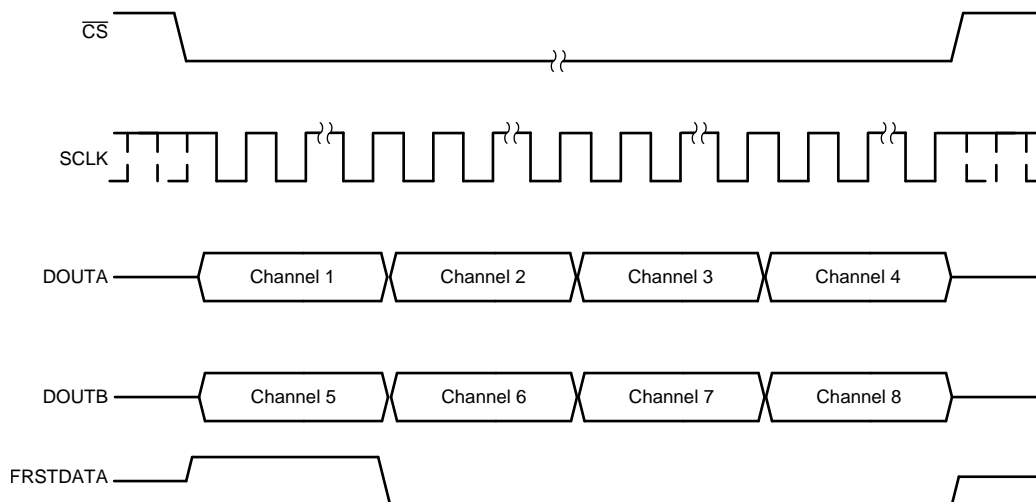 C̅S̅
SCLK
DOUTA
Channel 1
Channel 2
Channel 3
Channel 4
DOUTB
Channel 5
Channel 6
Channel 7
Channel 8
FRSTDATA